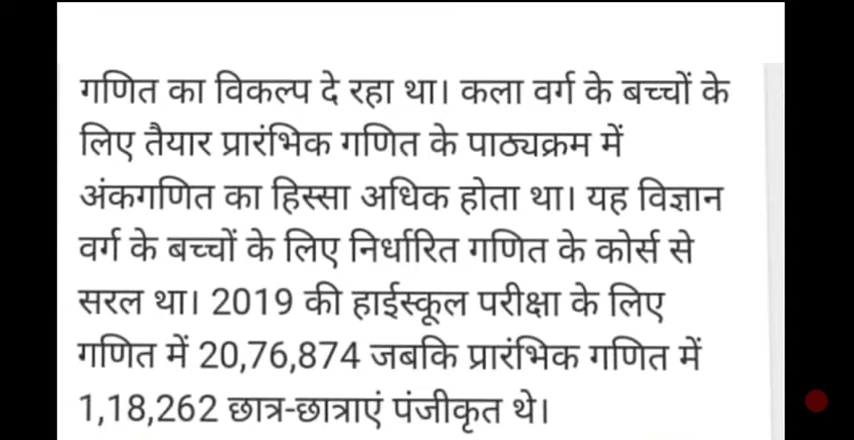 गणित का विकल्प दे रहा था। कला वर्ग के बच्चों के
लिए तैयार प्रारंभिक गणित के पाठ्यक्रम में
अंकगणित का हिस्सा अधिक होता था। यह विज्ञान
वर्ग के बच्चों के लिए निर्धारित गणित के कोर्स से
सरल था। 2019 की हाईस्कूल परीक्षा के लिए
गणित में 20,76,874 जबकि प्रारंभिक गणित में
1,18,262 छात्र-छात्राएं पंजीकृत थे।